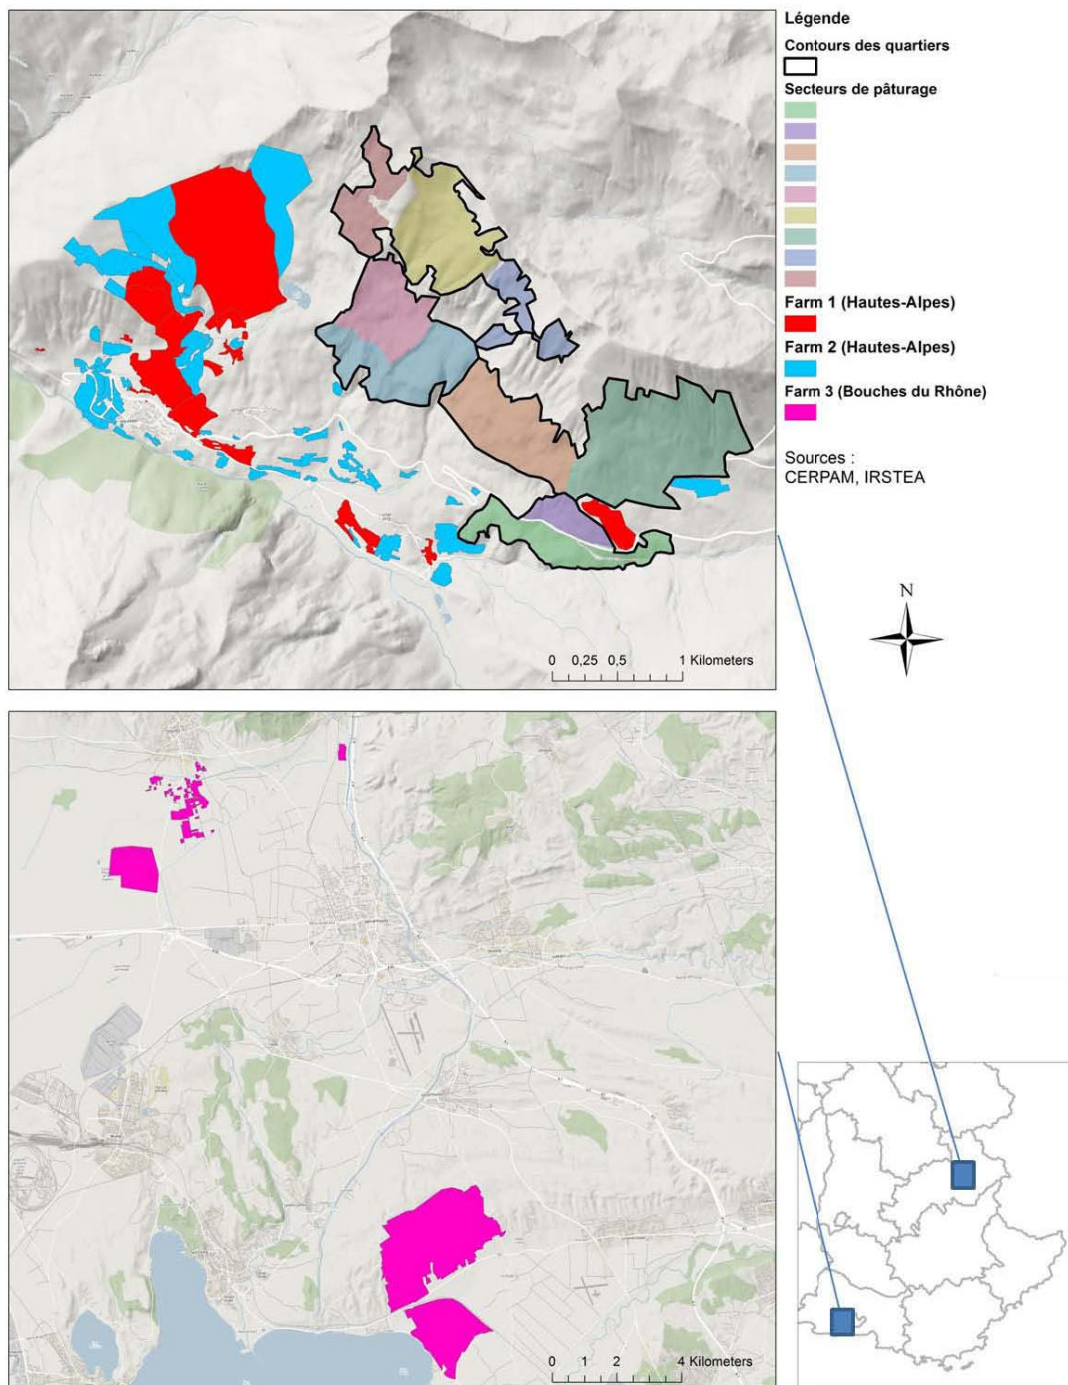 Légende
Contours des quartiers
Secteurs de pâturage
Farm 1 (Hautes-Alpes)
Farm 2 (Hautes-Alpes)
Farm 3 (Bouches du Rhône)
Sources :
CERPAM, IRSTEA
N
0 0,25 0,5 1 Kilometers
0 1 2 4 Kilometers